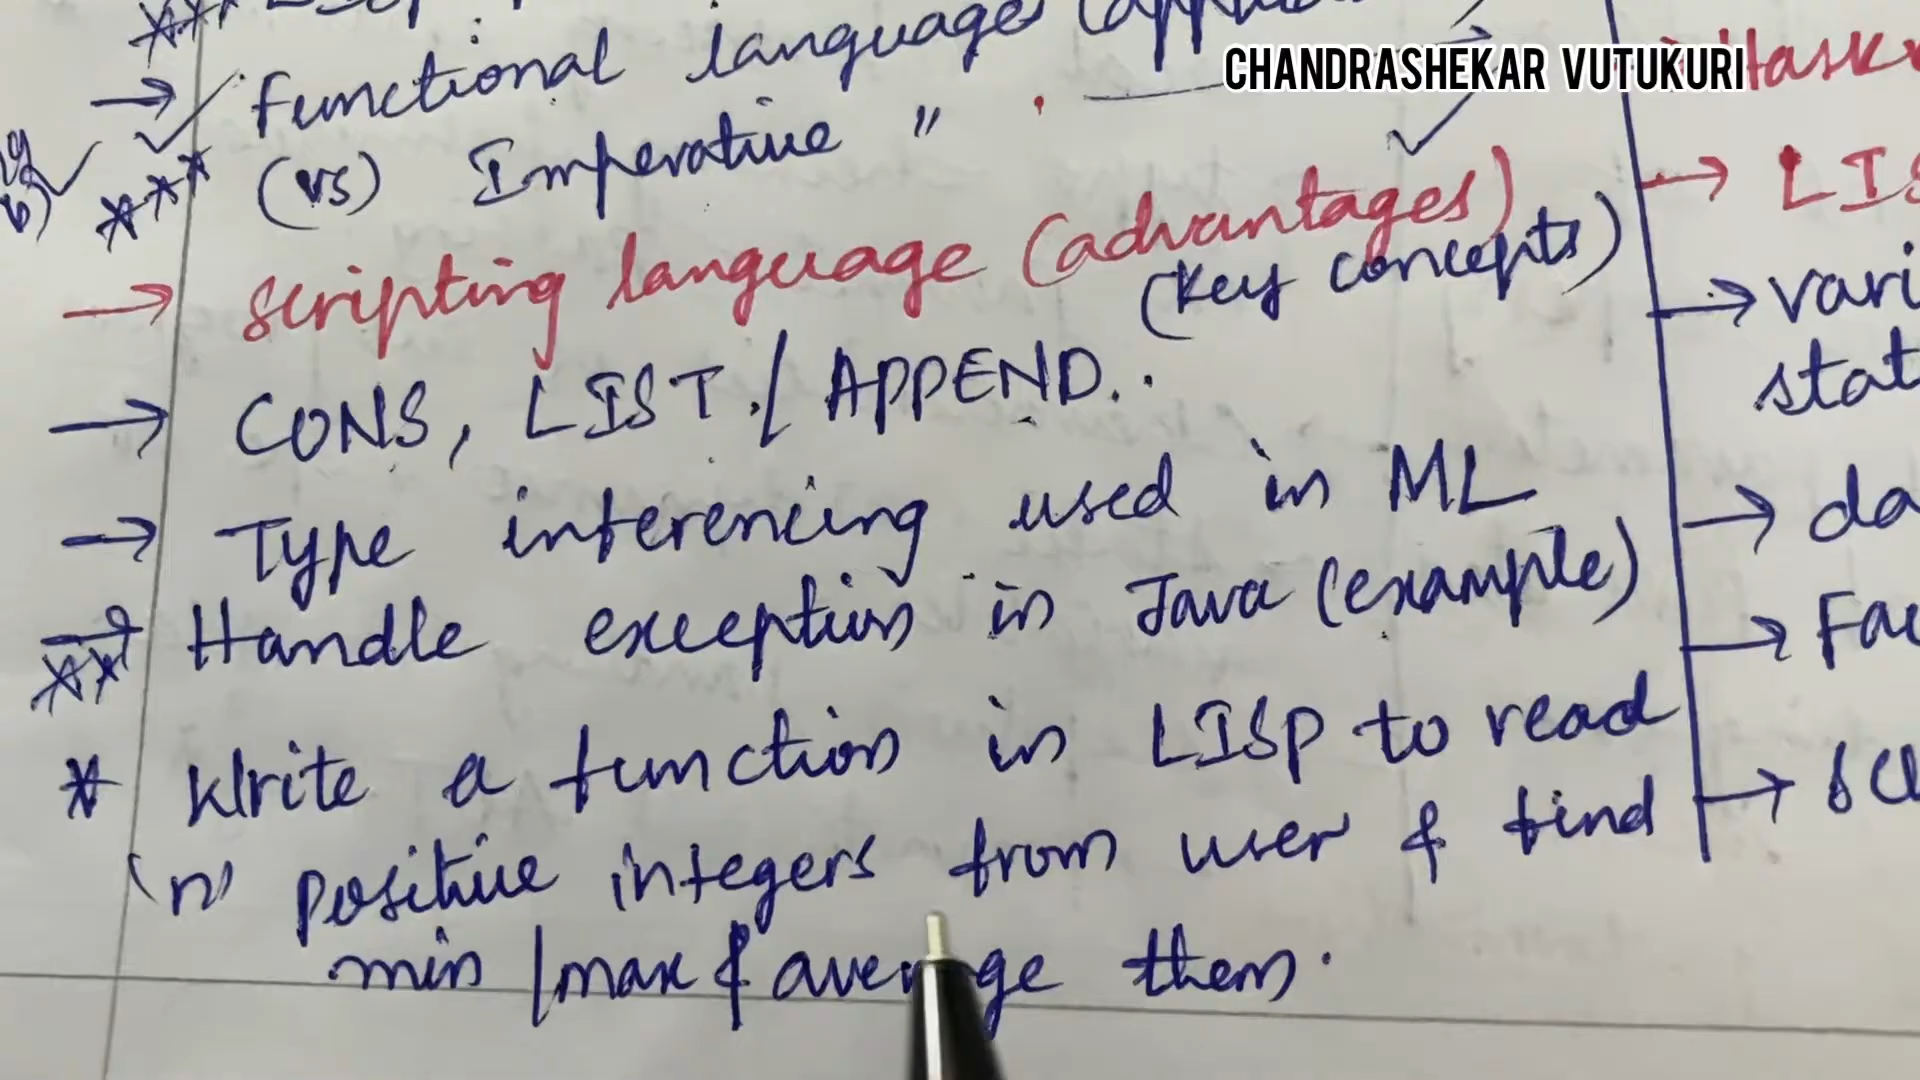 ***
→ ✓ Functional languages
CHANDRASHEKAR VUTUKURI
*** (vs) Imperative "
→ scripting language (advantages)
(key concepts)
→ CONS, LIST / APPEND.
→ Type inferencing used in ML
** Handle exception in Java (example)
* Write a function in LISP to read
'n' positive integers from user & find
min / max & average them.
→
→ vari
stat
→ da
→ Fa
→